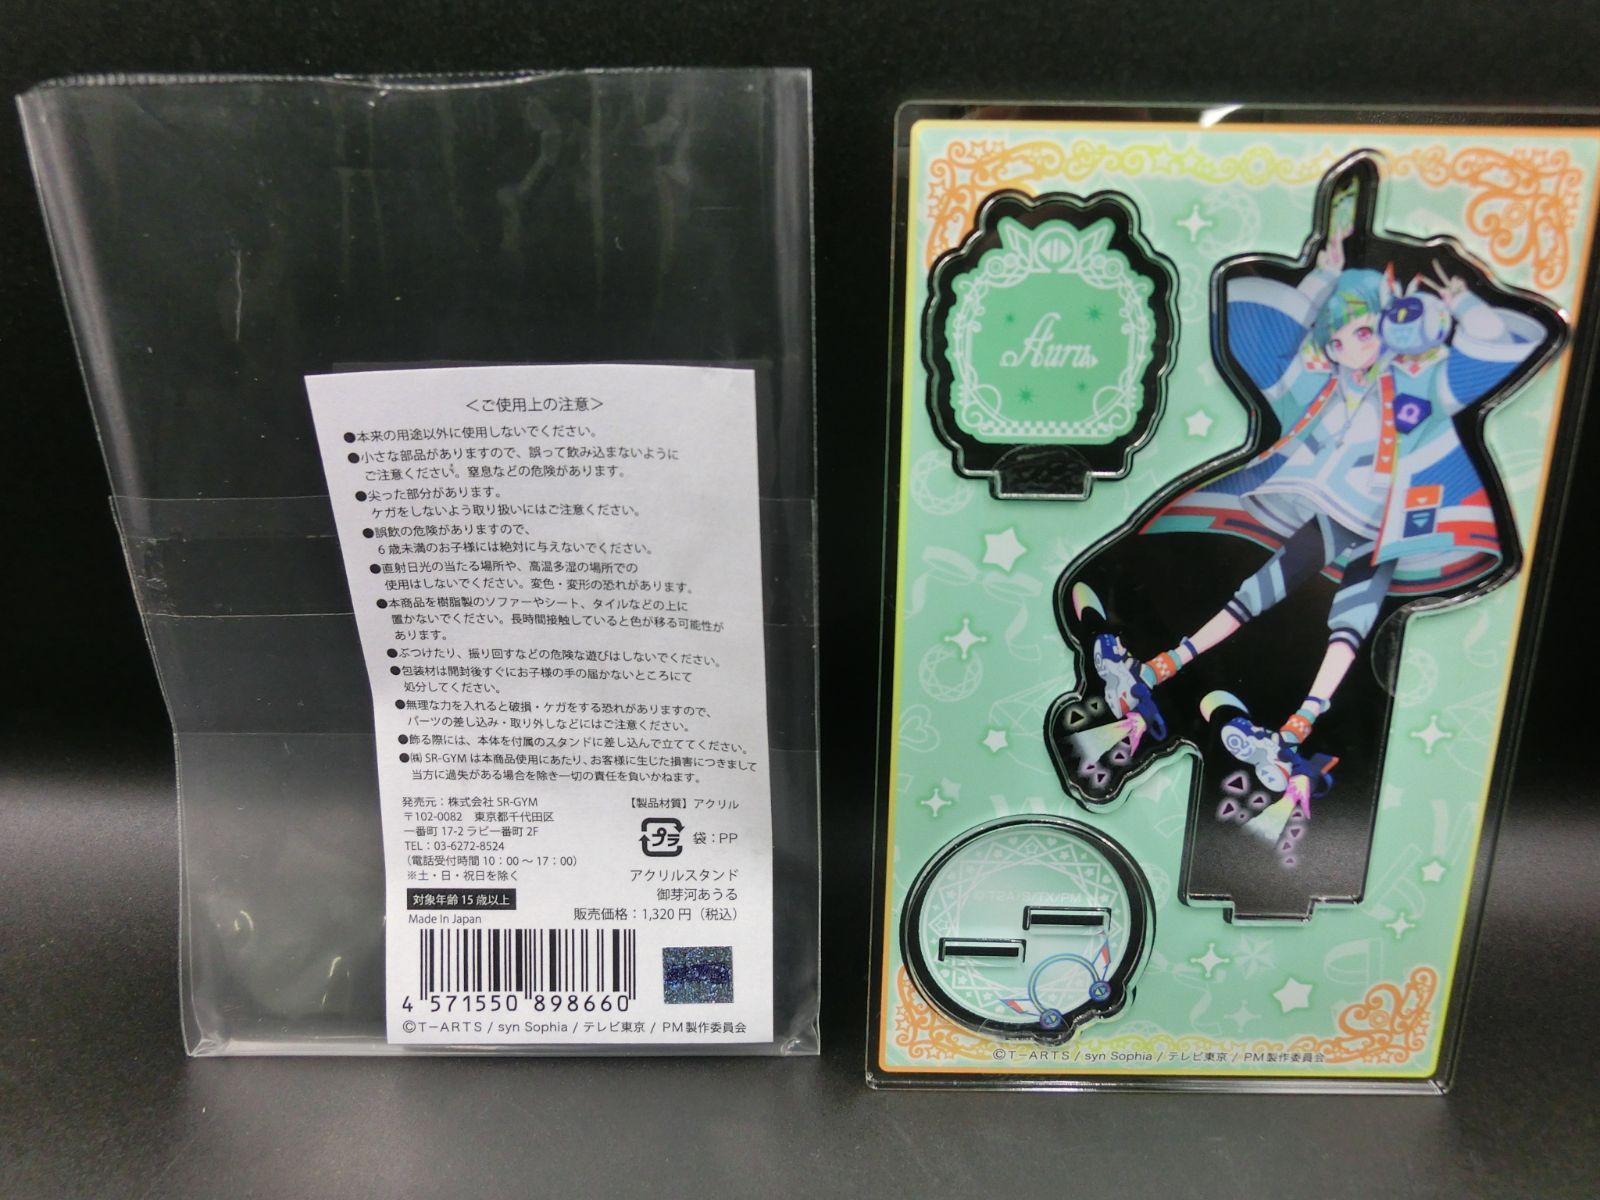 ＜ご使用上の注意＞
●本来の用途以外に使用しないでください。
●小さな部品がありますので、誤って飲み込まないように
ご注意ください。窒息などの危険があります。
●尖った部分があります。
ケガをしないよう取り扱いにはご注意ください。
●誤飲の危険がありますので、
6歳未満のお子様には絶対に与えないでください。
●直射日光の当たる場所や、高温多湿の場所での
使用はしないでください。変色・変形の恐れがあります。
●本商品を樹脂製のソファーやシート、タイルなどの上に
置かないでください。長時間接触していると色が移る可能性が
あります。
●ぶつけたり、振り回すなどの危険な遊びはしないでください。
●包装材は開封後すぐにお子様の手の届かないところにて
処分してください。
●無理な力を入れると破損・ケガをする恐れがありますので、
パーツの差し込み・取り外しなどにはご注意ください。
●飾る際には、本体を付属のスタンドに差し込んで立ててください。
●㈱SR-GYMは本商品使用にあたり、お客様に生じた損害につきまして
当方に過失がある場合を除き一切の責任を負いかねます。
発売元：株式会社 SR-GYM
〒102-0082 東京都千代田区
一番町 17-2 ラビ一番町 2F
TEL：03-6272-8524
（電話受付時間 10：00〜17：00）
※土・日・祝日を除く
対象年齢 15 歳以上
Made In Japan
【製品材質】アクリル
プラ 袋：PP
アクリルスタンド
御芽河あうる
販売価格：1,320円（税込）
4 571550 898660
©T-ARTS / syn Sophia / テレビ東京 / PM製作委員会
Auru
©T-ARTS / syn Sophia / テレビ東京 / PM製作委員会